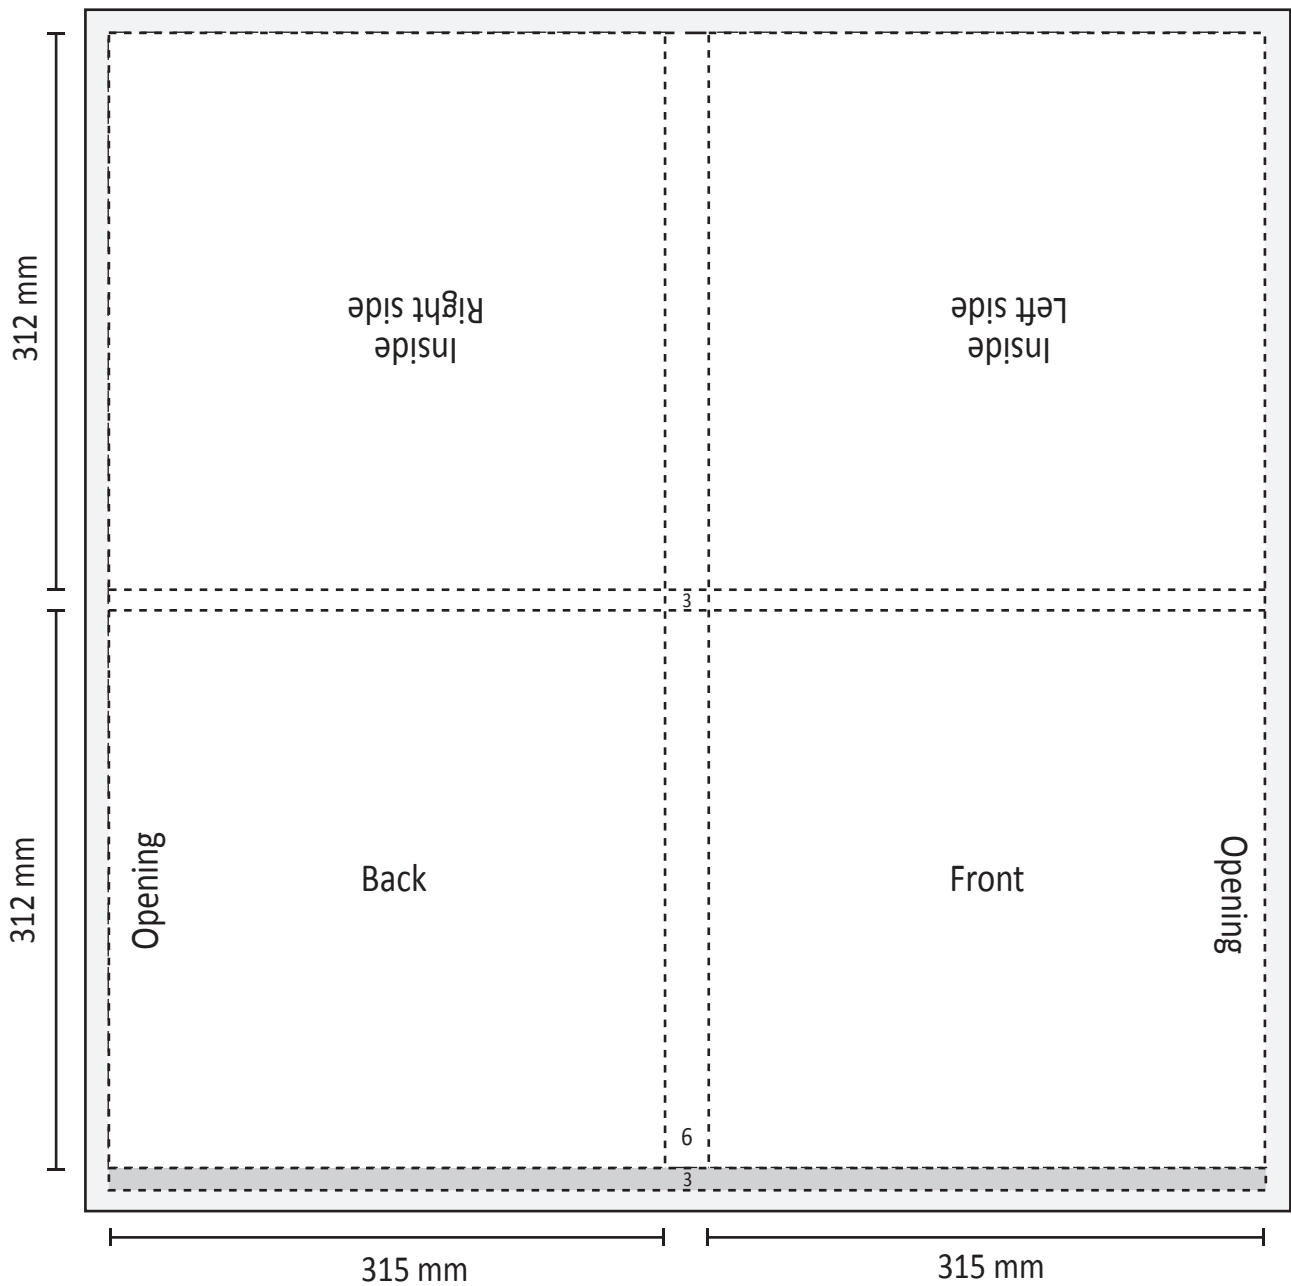 312 mm
Inside
Right side
Inside
Left side
3
312 mm
Opening
Back
Front
Opening
6
3
315 mm
315 mm